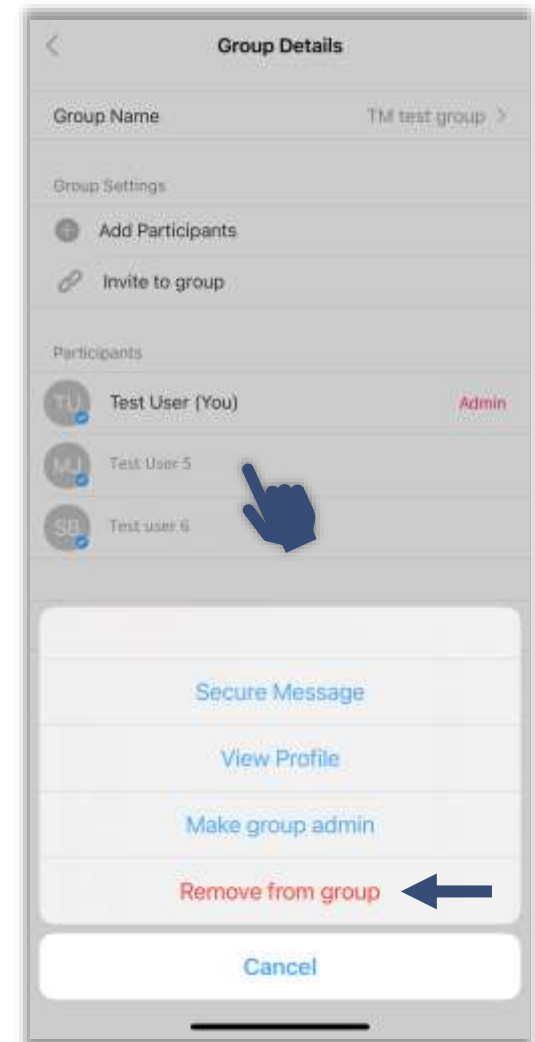 Group Details
Group Name TM test group
Group Settings
Add Participants
Invite to group
Participants
TU Test User (You) Admin
MJ Test User 5
SB Test user 6
Secure Message
View Profile
Make group admin
Remove from group
Cancel